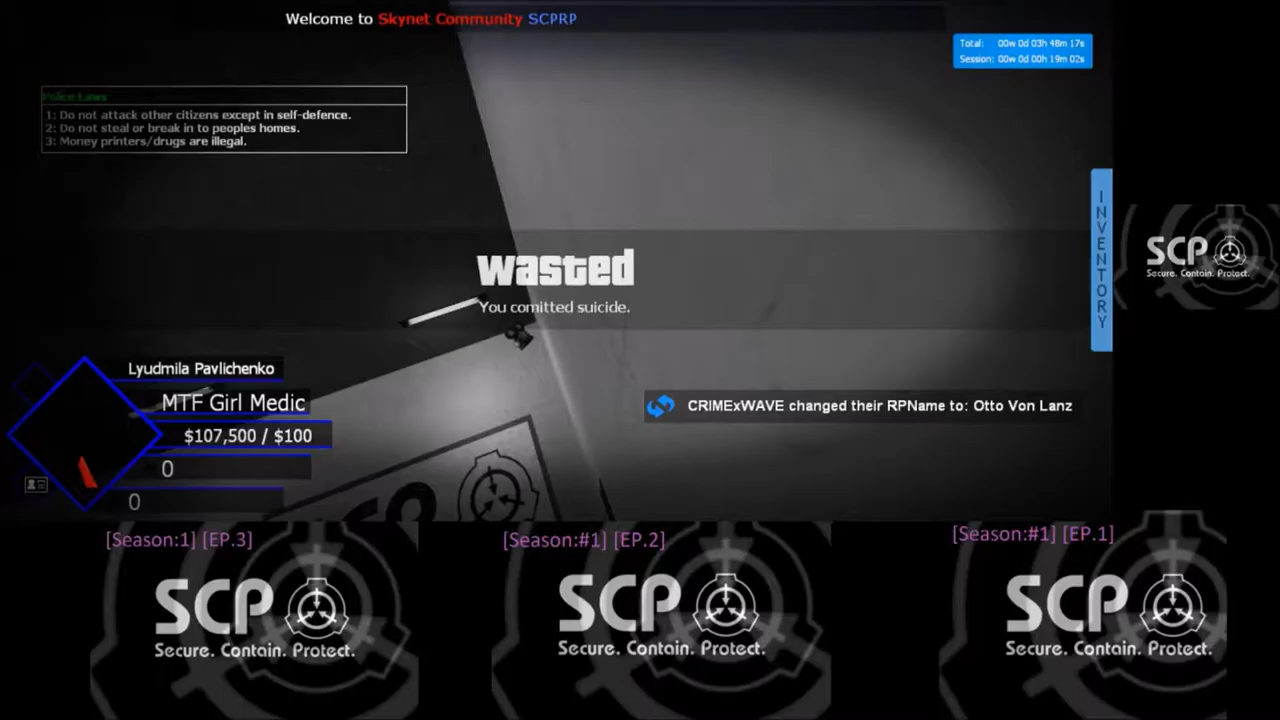 Welcome to Skynet Community SCPRP
Total: 00w 0d 03h 48m 17s
Session: 00w 0d 00h 19m 02s
Police Laws
1: Do not attack other citizens except in self-defence.
2: Do not steal or break in to peoples homes.
3: Money printers/drugs are illegal.
INVENTORY
SCP
Secure. Contain. Protect.
wasted
You comitted suicide.
Lyudmila Pavlichenko
MTF Girl Medic
$107,500 / $100
0
0
CRIMExWAVE changed their RPName to: Otto Von Lanz
[Season:1] [EP.3]
SCP
Secure. Contain. Protect.
[Season:#1] [EP.2]
SCP
Secure. Contain. Protect.
[Season:#1] [EP.1]
SCP
Secure. Contain. Protect.